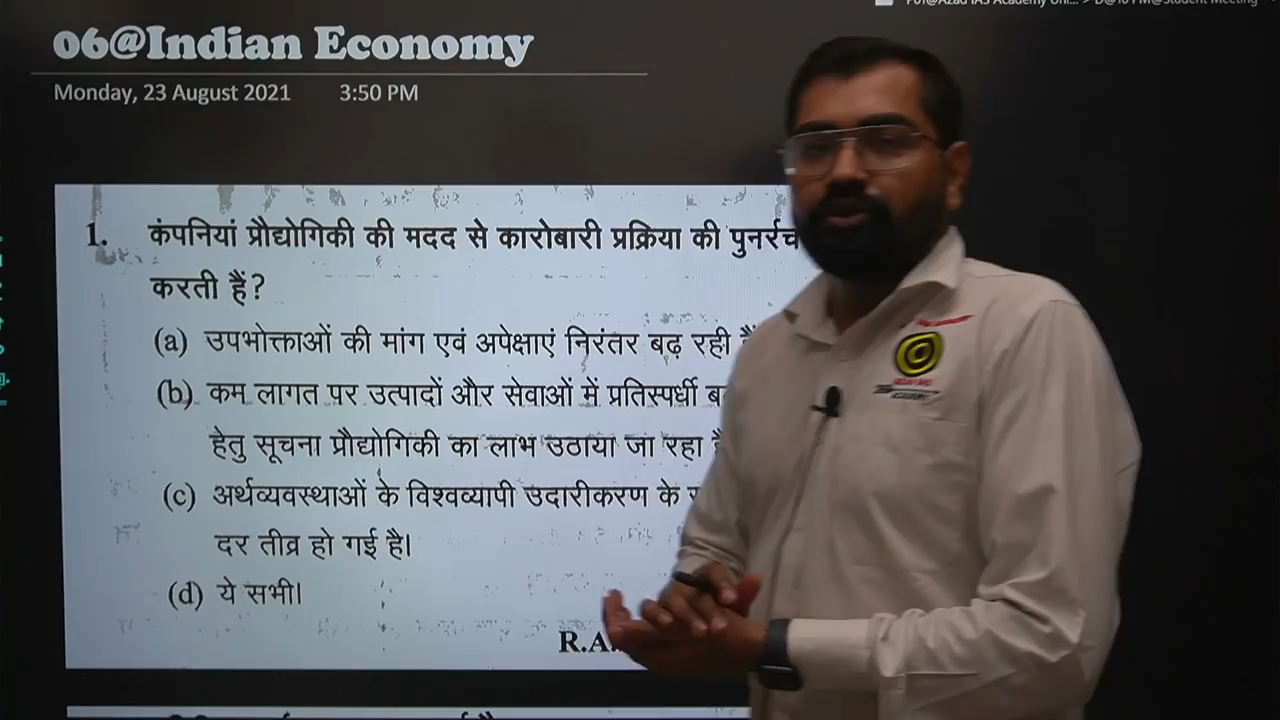 06@Indian Economy
Monday, 23 August 2021 3:50 PM
1. कंपनियां प्रौद्योगिकी की मदद से कारोबारी प्रक्रिया की
करती हैं?
(a) उपभोक्ताओं की मांग एवं अपेक्षाएं निरंतर बढ़ रही
(b) कम लागत पर उत्पादों और सेवाओं में प्रतिस्पर्धी
हेतु सूचना प्रौद्योगिकी का लाभ उठाया जा रहा
(c) अर्थव्यवस्थाओं के विश्वव्यापी उदारीकरण के
दर तीव्र हो गई है।
(d) ये सभी।